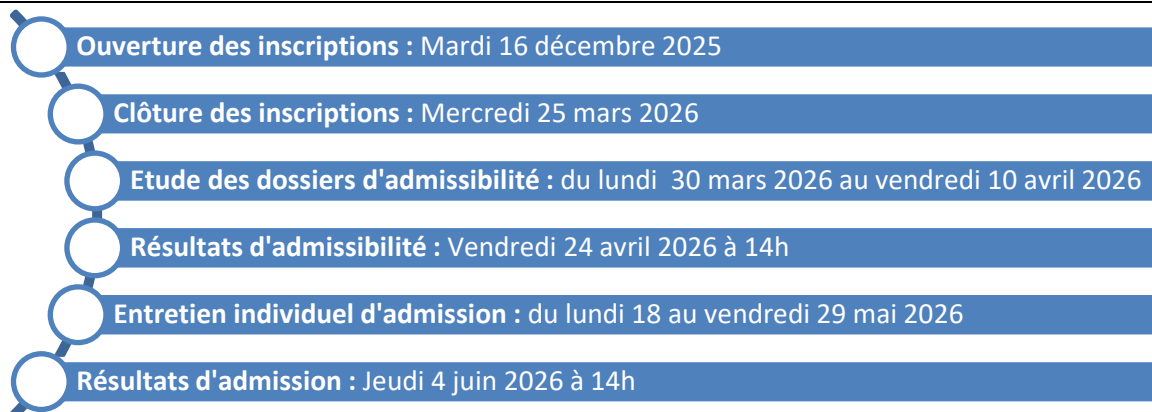 Ouverture des inscriptions : Mardi 16 décembre 2025
Clôture des inscriptions : Mercredi 25 mars 2026
Etude des dossiers d'admissibilité : du lundi  30 mars 2026 au vendredi 10 avril 2026
Résultats d'admissibilité : Vendredi 24 avril 2026 à 14h
Entretien individuel d'admission : du lundi 18 au vendredi 29 mai 2026
Résultats d'admission : Jeudi 4 juin 2026 à 14h